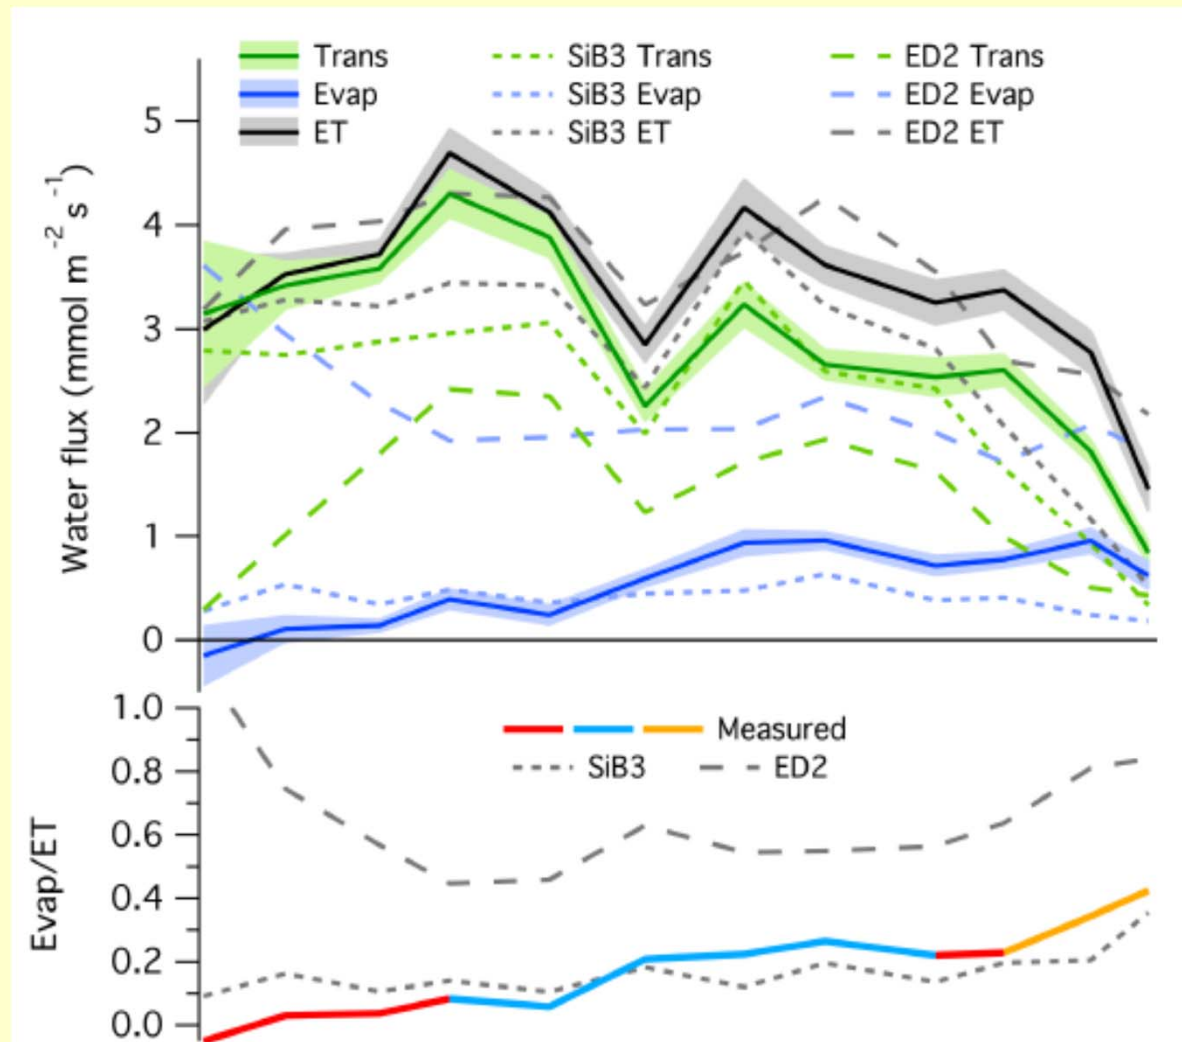 Trans SiB3 Trans ED2 Trans
Evap SiB3 Evap ED2 Evap
ET SiB3 ET ED2 ET
5
4
3
2
1
0
Water flux (mmol m⁻² s⁻¹)
1.0
0.8
0.6
0.4
0.2
0.0
Evap/ET
Measured
SiB3 ED2